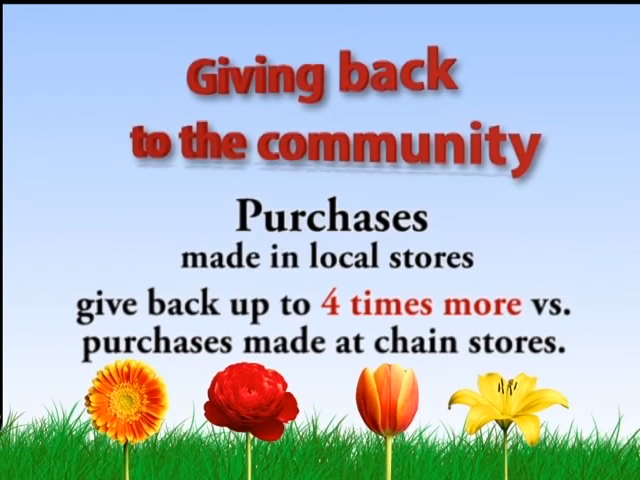 Giving back
to the community
Purchases
made in local stores
give back up to 4 times more vs.
purchases made at chain stores.